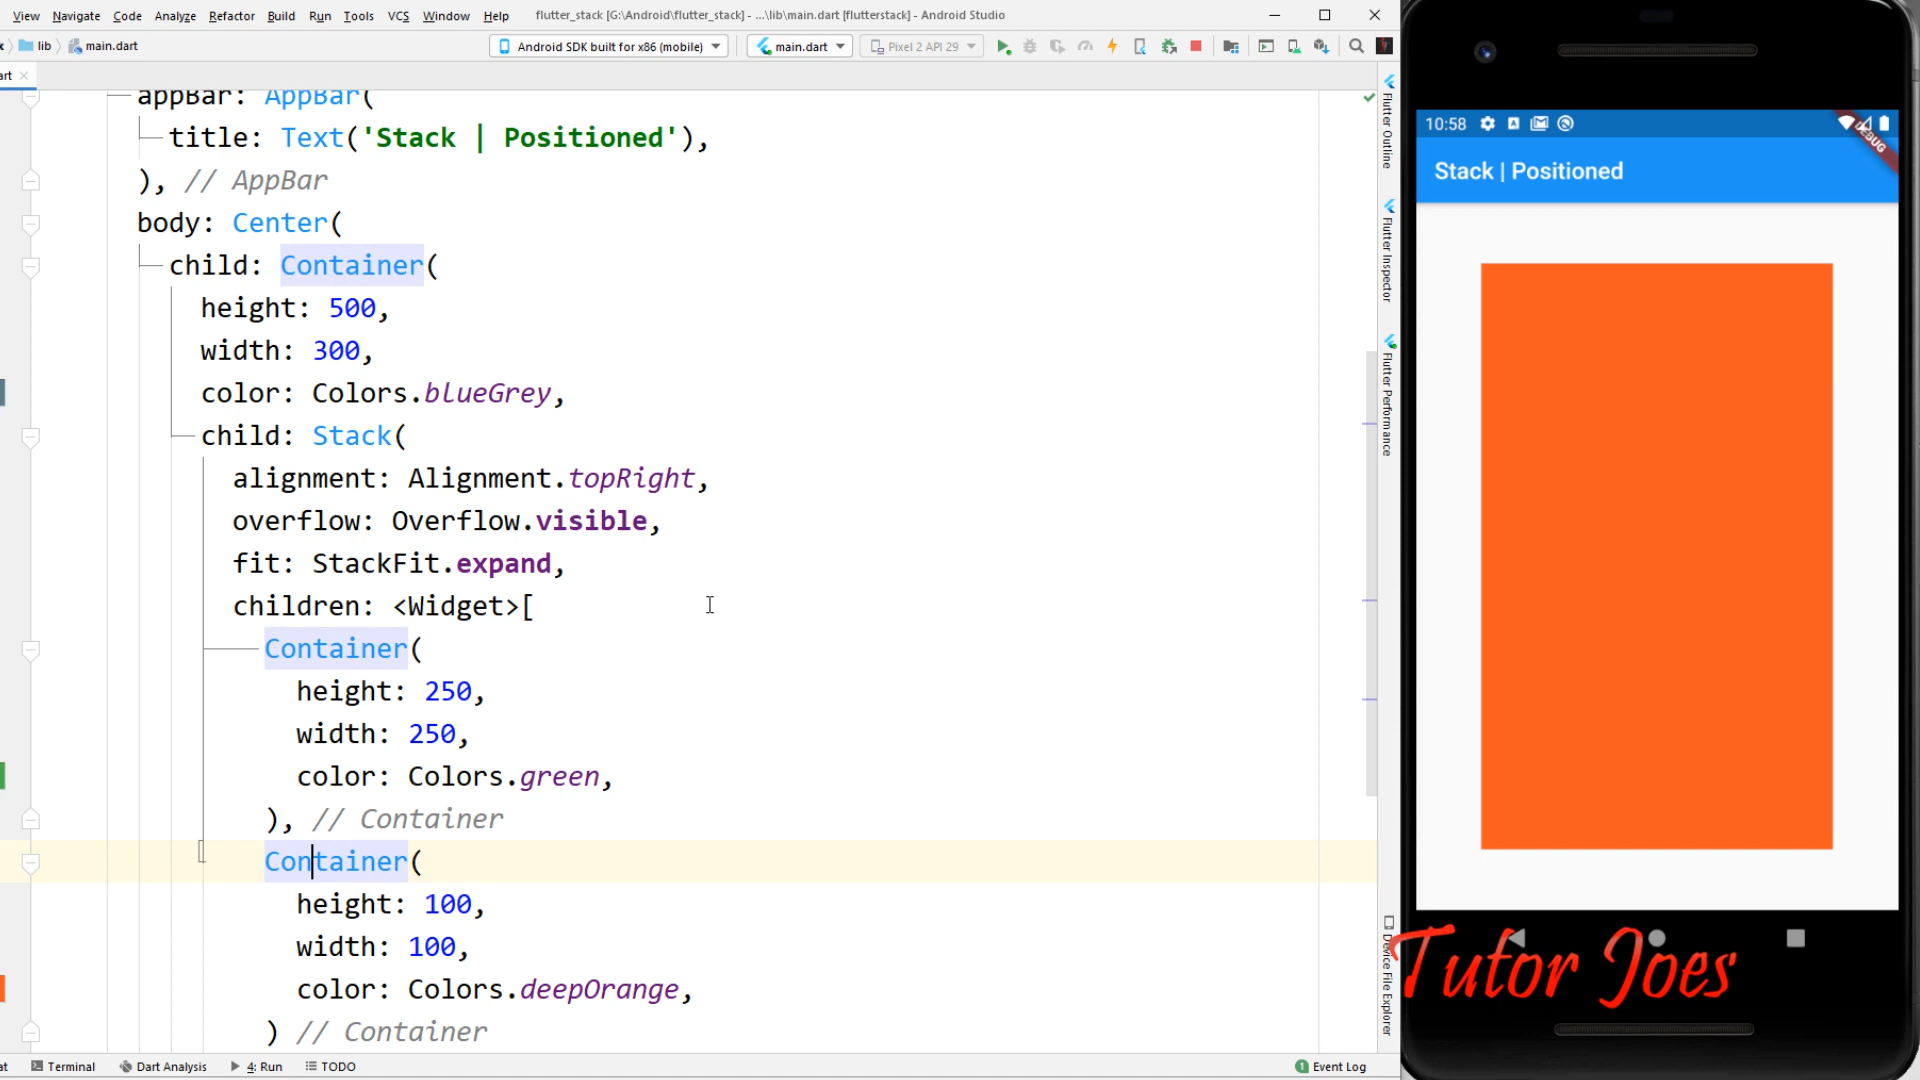 View Navigate Code Analyze Refactor Build Run Tools VCS Window Help flutter_stack [G:\Android\flutter_stack] - ...\lib\main.dart [flutterstack] - Android Studio
lib main.dart Android SDK built for x86 (mobile) main.dart Pixel 2 API 29
appBar: AppBar(
title: Text('Stack | Positioned'),
), // AppBar
body: Center(
child: Container(
height: 500,
width: 300,
color: Colors.blueGrey,
child: Stack(
alignment: Alignment.topRight,
overflow: Overflow.visible,
fit: StackFit.expand,
children: <Widget>[
Container(
height: 250,
width: 250,
color: Colors.green,
), // Container
Container(
height: 100,
width: 100,
color: Colors.deepOrange,
) // Container
Terminal Dart Analysis 4: Run TODO 1 Event Log
Flutter Outline
Flutter Inspector
Flutter Performance
Device File Explorer
10:58
DEBUG
Stack | Positioned
Tutor Joes